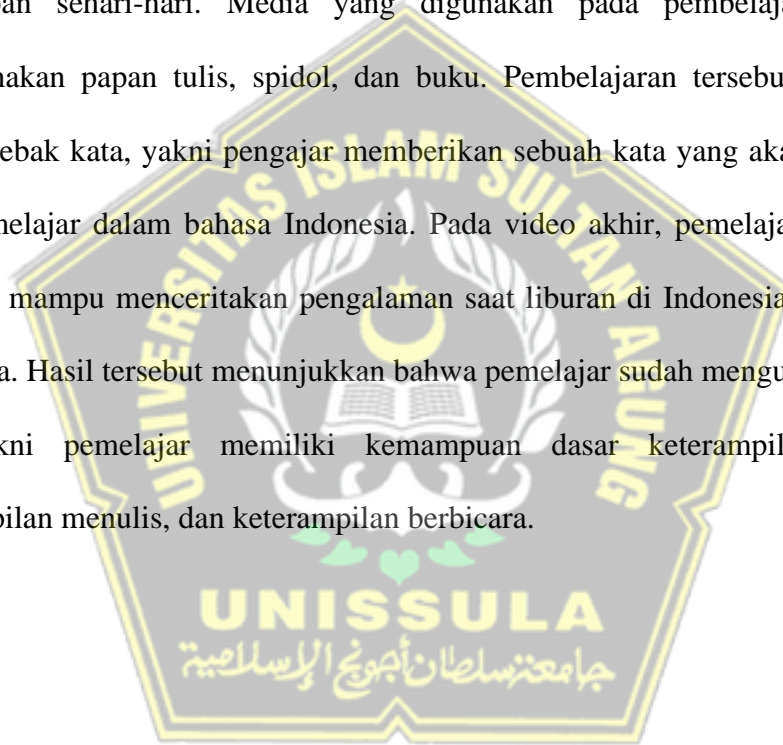 pan sehari-hari. Media yang digunakan pada pembelaja
nakan papan tulis, spidol, dan buku. Pembelajaran tersebu
ebak kata, yakni pengajar memberikan sebuah kata yang aka
nelajar dalam bahasa Indonesia. Pada video akhir, pemelaja
mampu menceritakan pengalaman saat liburan di Indonesia
a. Hasil tersebut menunjukkan bahwa pemelajar sudah mengu
kni pemelajar memiliki kemampuan dasar keterampil
pilan menulis, dan keterampilan berbicara.
UNIVERSITAS ISLAM SULTAN AGUNG
UNISSULA
جامعة سلطان أجونج الإسلامية